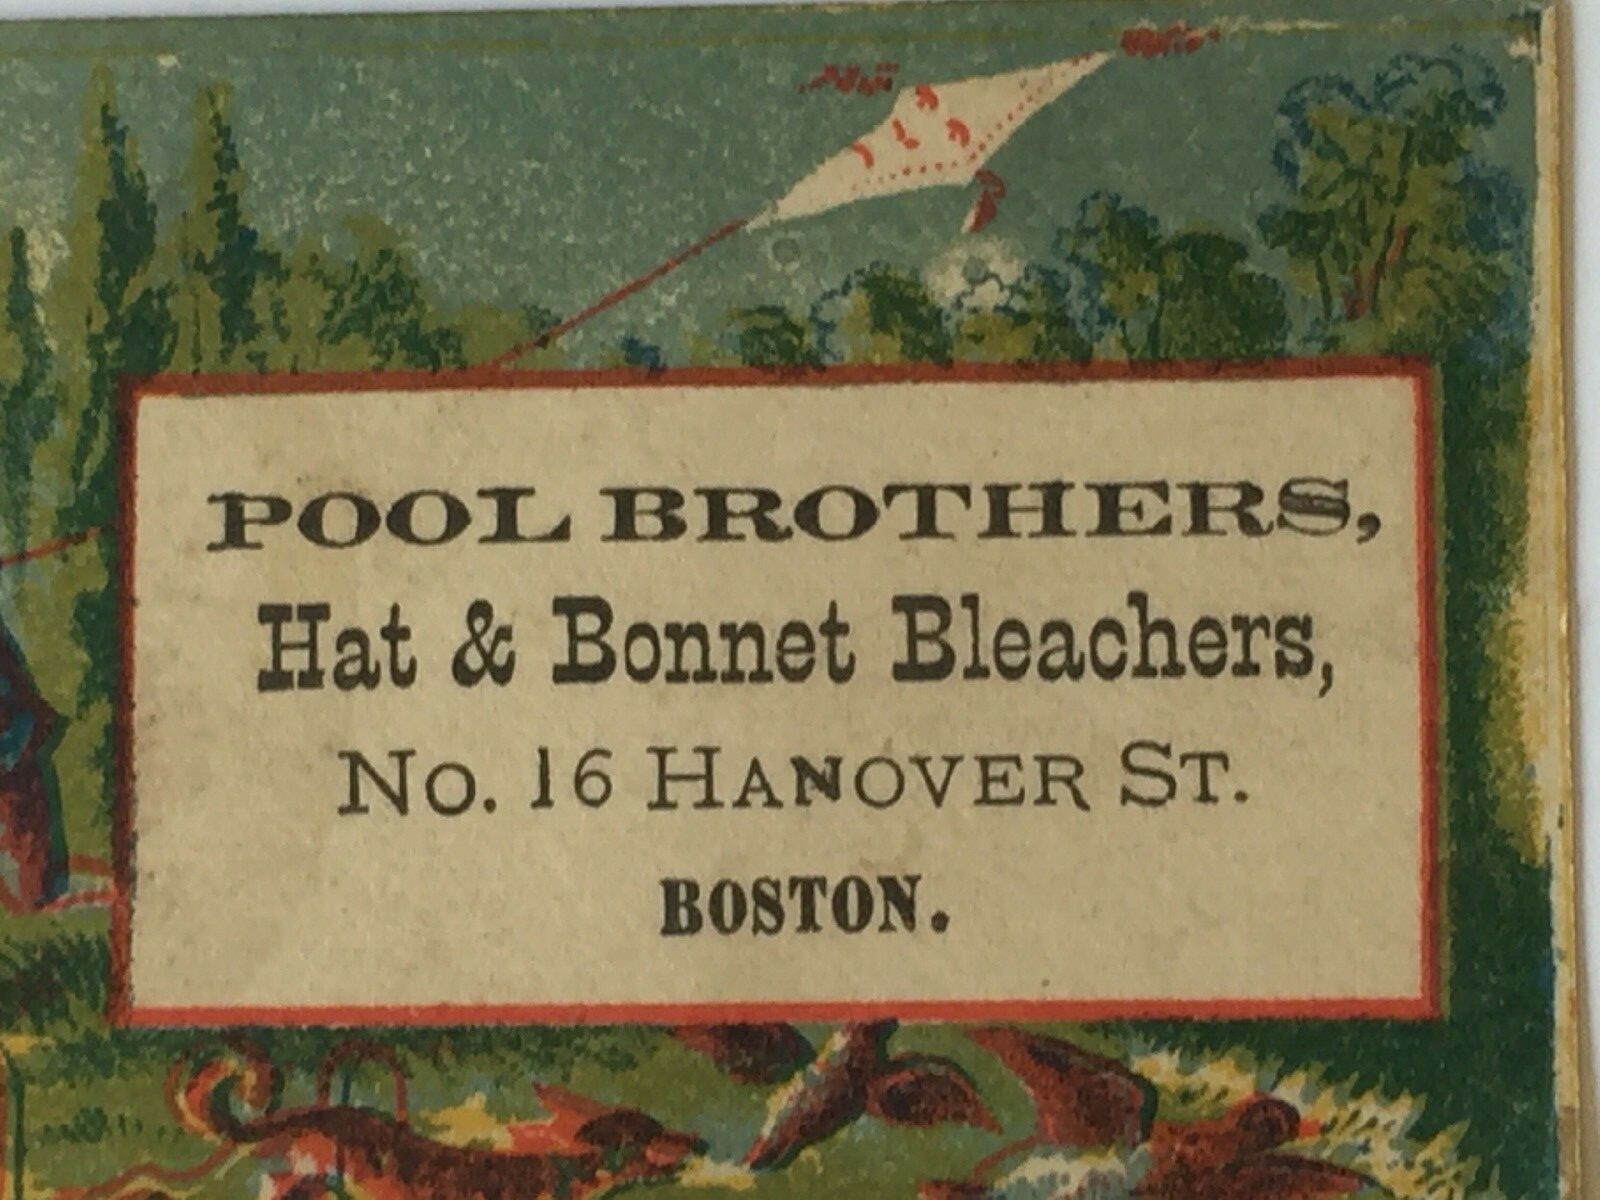 POOL BROTHERS,
Hat & Bonnet Bleachers,
No. 16 HANOVER ST.
BOSTON.